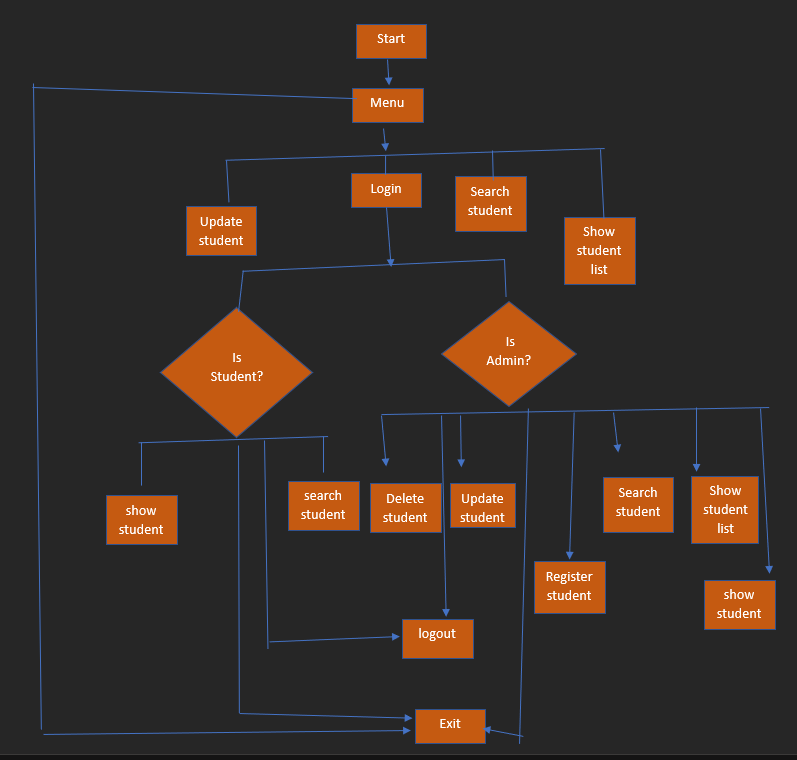 Start
Menu
Login
Search
student
Update
student
Show
student
list
Is
Student?
Is
Admin?
show
student
search
student
Delete
student
Update
student
Search
student
Show
student
list
Register
student
show
student
logout
Exit